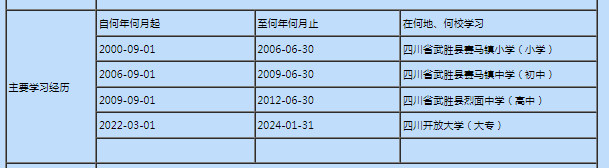 自何年何月起 至何年何月止 在何地、何校学习
2000-09-01 2006-06-30 四川省武胜县赛马镇小学（小学）
2006-09-01 2009-06-30 四川省武胜县赛马镇中学（初中）
主要学习经历
2009-09-01 2012-06-30 四川省武胜县烈面中学（高中）
2022-03-01 2024-01-31 四川开放大学（大专）